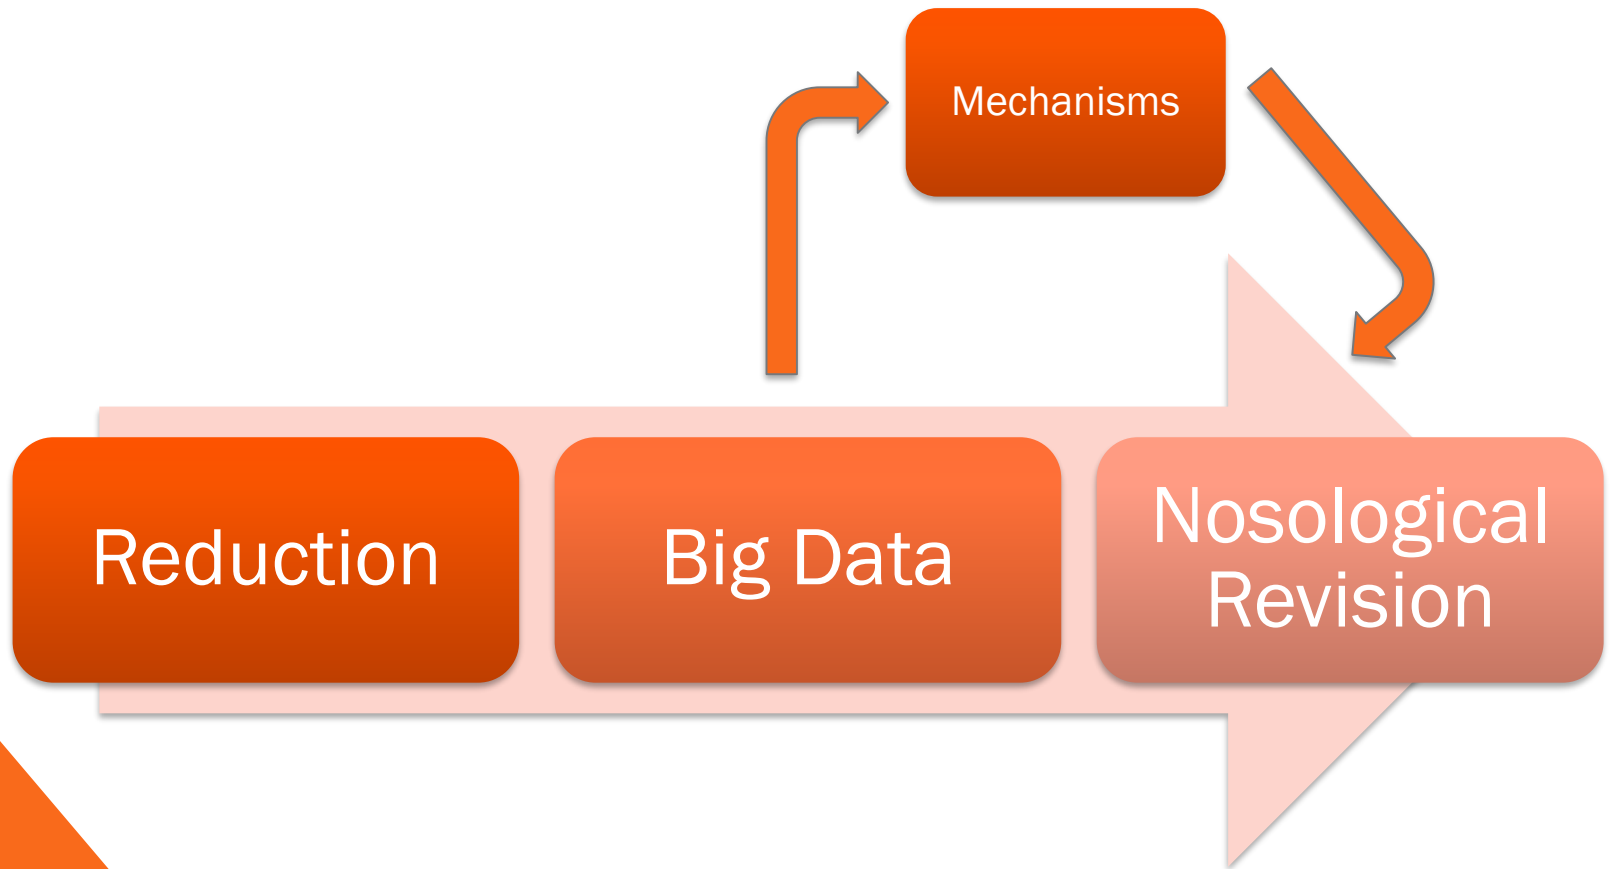 Mechanisms
Reduction
Big Data
Nosological
Revision